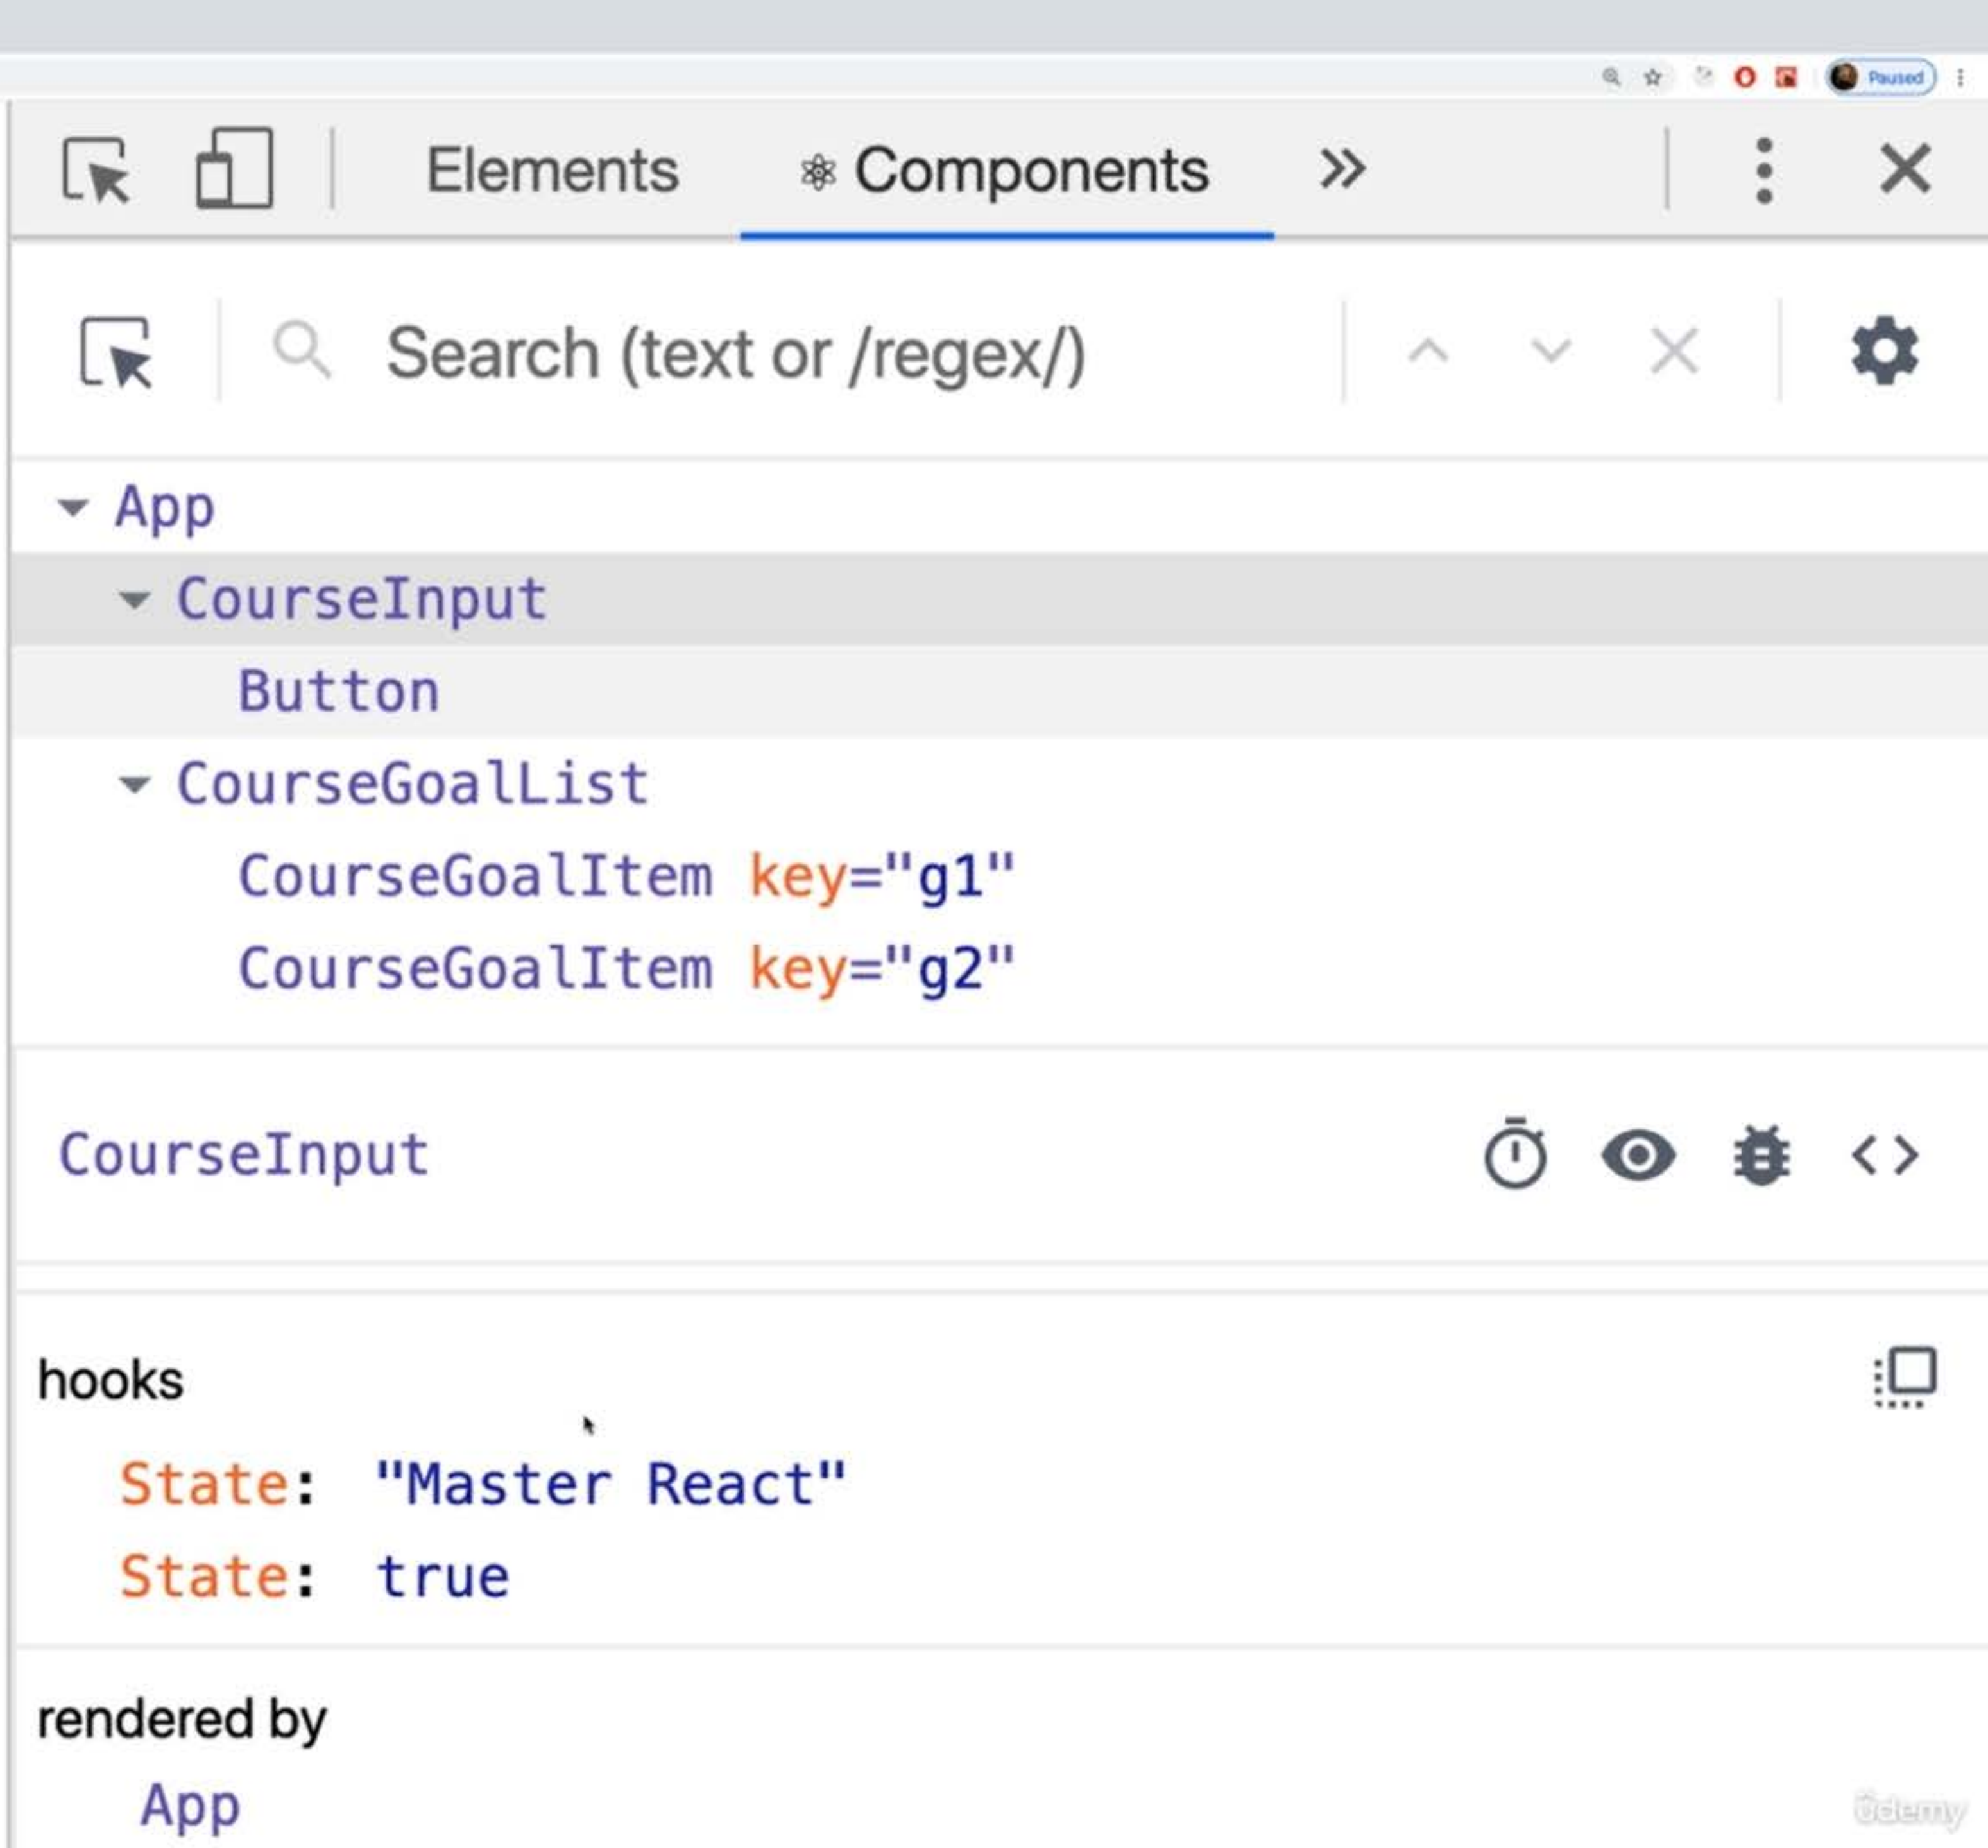 Paused
Elements Components
Search (text or /regex/)
App
CourseInput
Button
CourseGoalList
CourseGoalItem key="g1"
CourseGoalItem key="g2"
CourseInput
hooks
State: "Master React"
State: true
rendered by
App
ûdemy